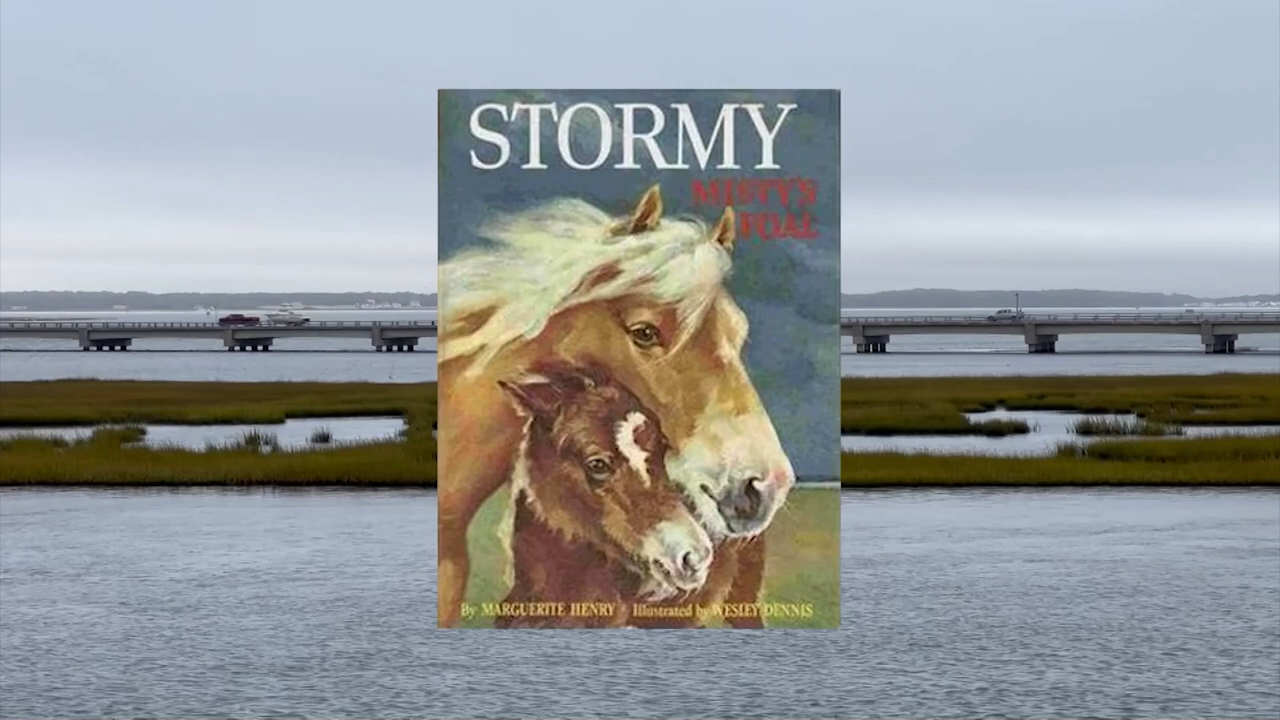 STORMY
MISTY'S
FOAL
By MARGUERITE HENRY • Illustrated by WESLEY DENNIS